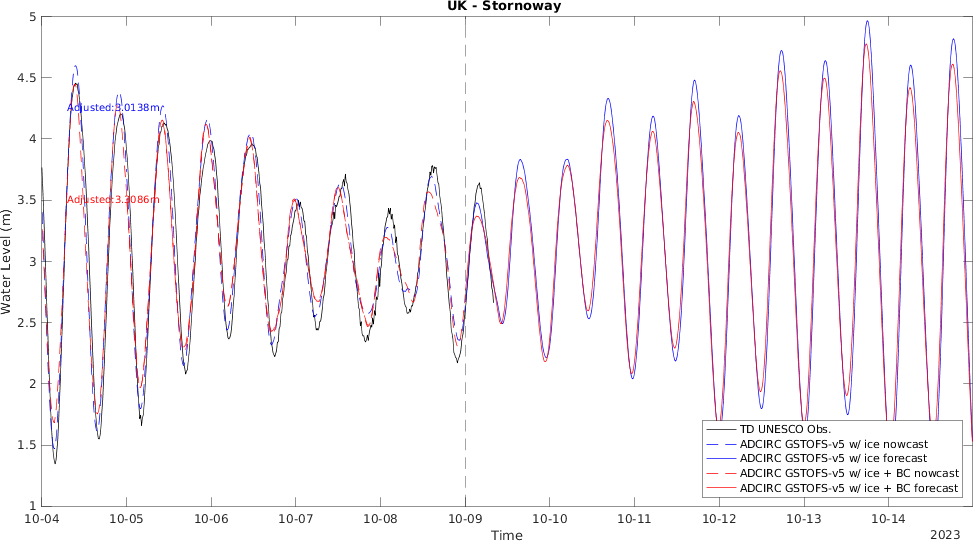 UK - Stornoway
5
4.5
4
3.5
3
2.5
2
1.5
1
Water Level (m)
Adjusted:3.0138m
Adjusted:3.2086m
TD UNESCO Obs.
ADCIRC GSTOFS-v5 w/ ice nowcast
ADCIRC GSTOFS-v5 w/ ice forecast
ADCIRC GSTOFS-v5 w/ ice + BC nowcast
ADCIRC GSTOFS-v5 w/ ice + BC forecast
10-04 10-05 10-06 10-07 10-08 10-09 10-10 10-11 10-12 10-13 10-14
Time
2023